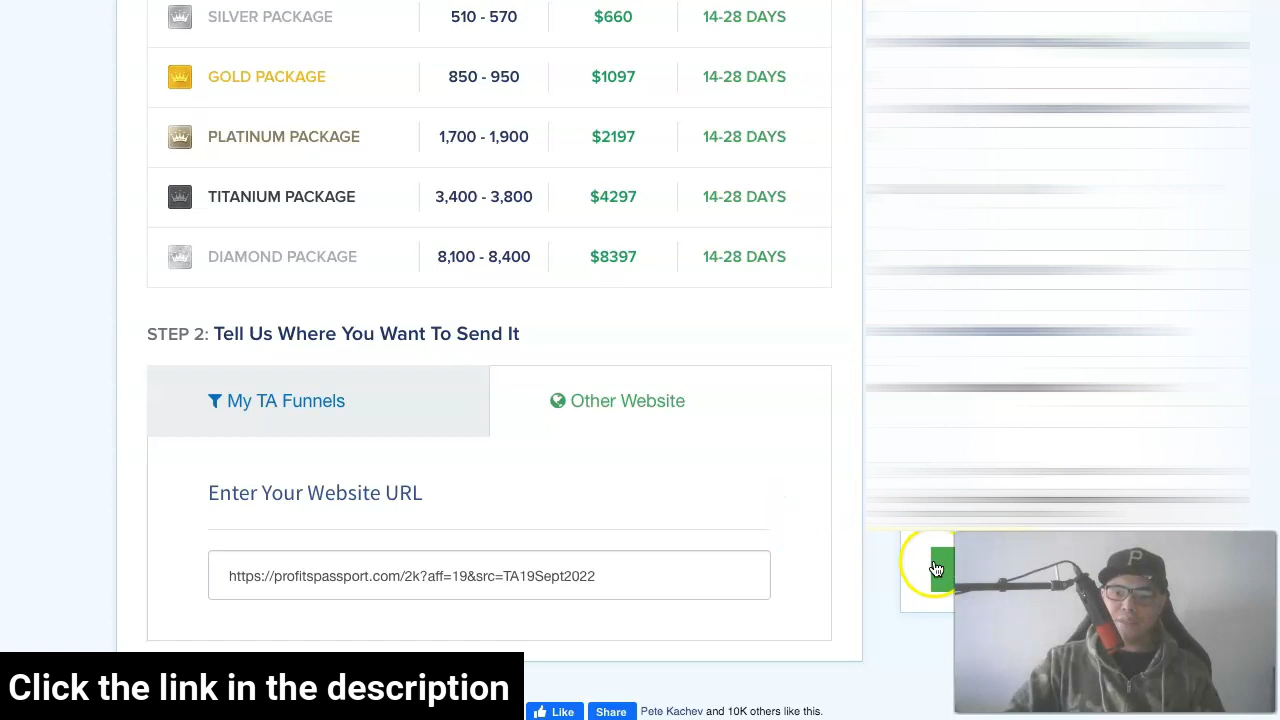 SILVER PACKAGE 510 - 570 $660 14-28 DAYS
GOLD PACKAGE 850 - 950 $1097 14-28 DAYS
PLATINUM PACKAGE 1,700 - 1,900 $2197 14-28 DAYS
TITANIUM PACKAGE 3,400 - 3,800 $4297 14-28 DAYS
DIAMOND PACKAGE 8,100 - 8,400 $8397 14-28 DAYS
STEP 2: Tell Us Where You Want To Send It
My TA Funnels Other Website
Enter Your Website URL
https://profitspassport.com/2k?aff=19&src=TA19Sept2022
P
Click the link in the description
Like Share Pete Kachev and 10K others like this.